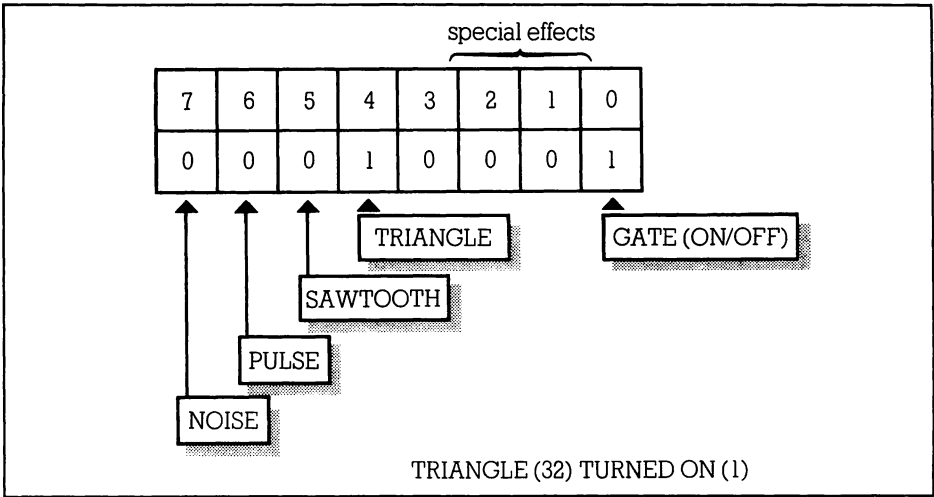 special effects
7 6 5 4 3 2 1 0
0 0 0 1 0 0 0 1
TRIANGLE GATE (ON/OFF)
SAWTOOTH
PULSE
NOISE
TRIANGLE (32) TURNED ON (1)